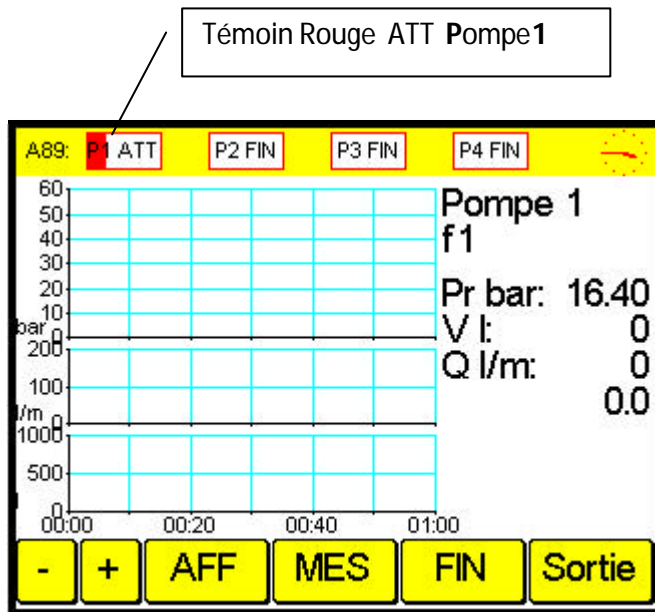 Témoin Rouge ATT Pompe1
A89: P1 ATT P2 FIN P3 FIN P4 FIN
60
50
40
30
20
10
bar 0
200
100
l/m 0
1000
500
l 0
00:00 00:20 00:40 01:00
Pompe 1
f1
Pr bar: 16.40
V l: 0
Q l/m: 0
0.0
- + AFF MES FIN Sortie